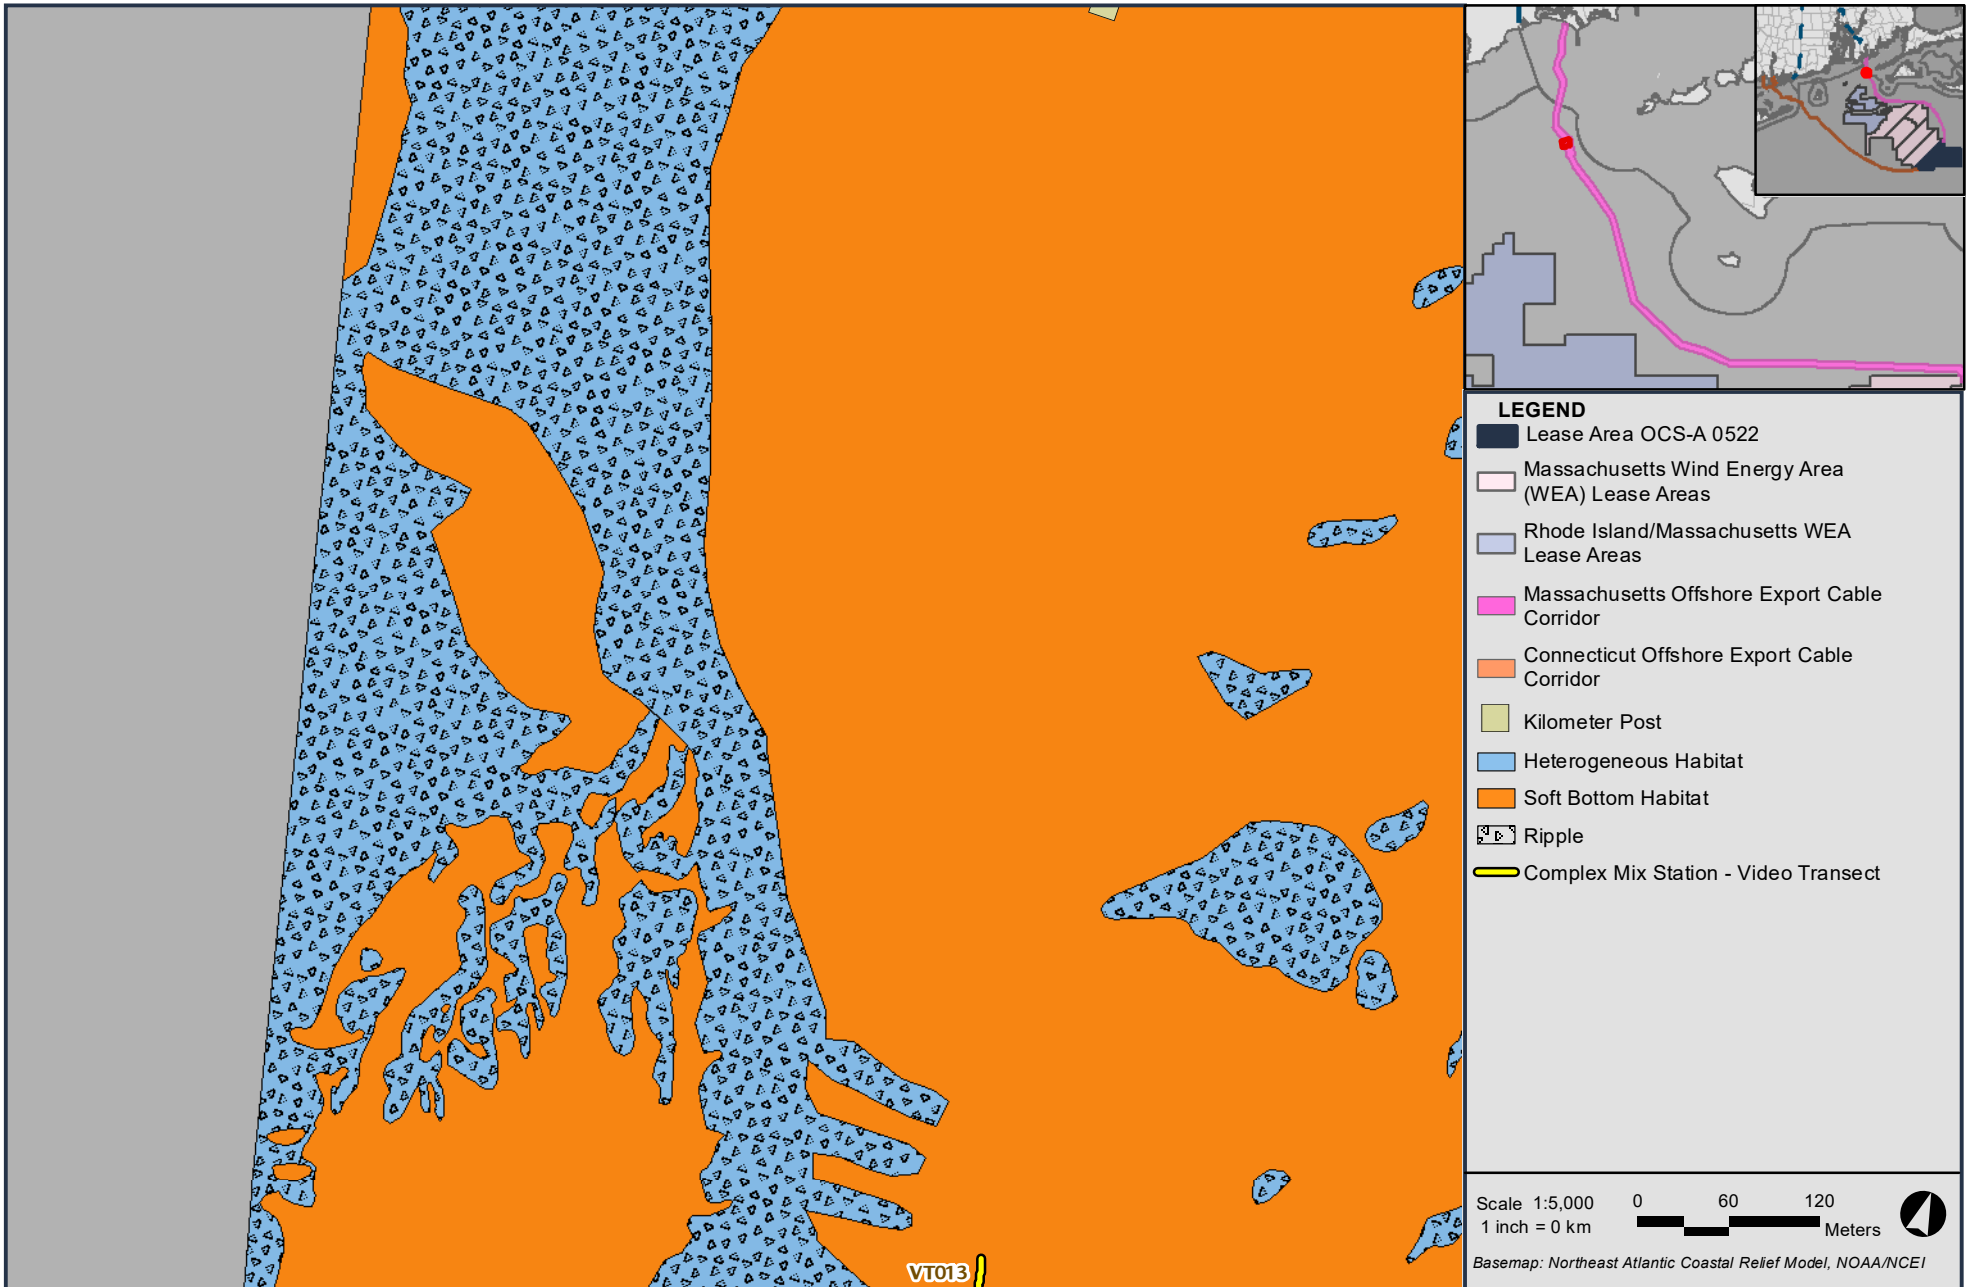 LEGEND
Lease Area OCS-A 0522
Massachusetts Wind Energy Area
(WEA) Lease Areas
Rhode Island/Massachusetts WEA
Lease Areas
Massachusetts Offshore Export Cable
Corridor
Connecticut Offshore Export Cable
Corridor
Kilometer Post
Heterogeneous Habitat
Soft Bottom Habitat
Ripple
Complex Mix Station - Video Transect
Scale 1:5,000
1 inch = 0 km
0 60 120
Meters
Basemap: Northeast Atlantic Coastal Relief Model, NOAA/NCEI
VT013